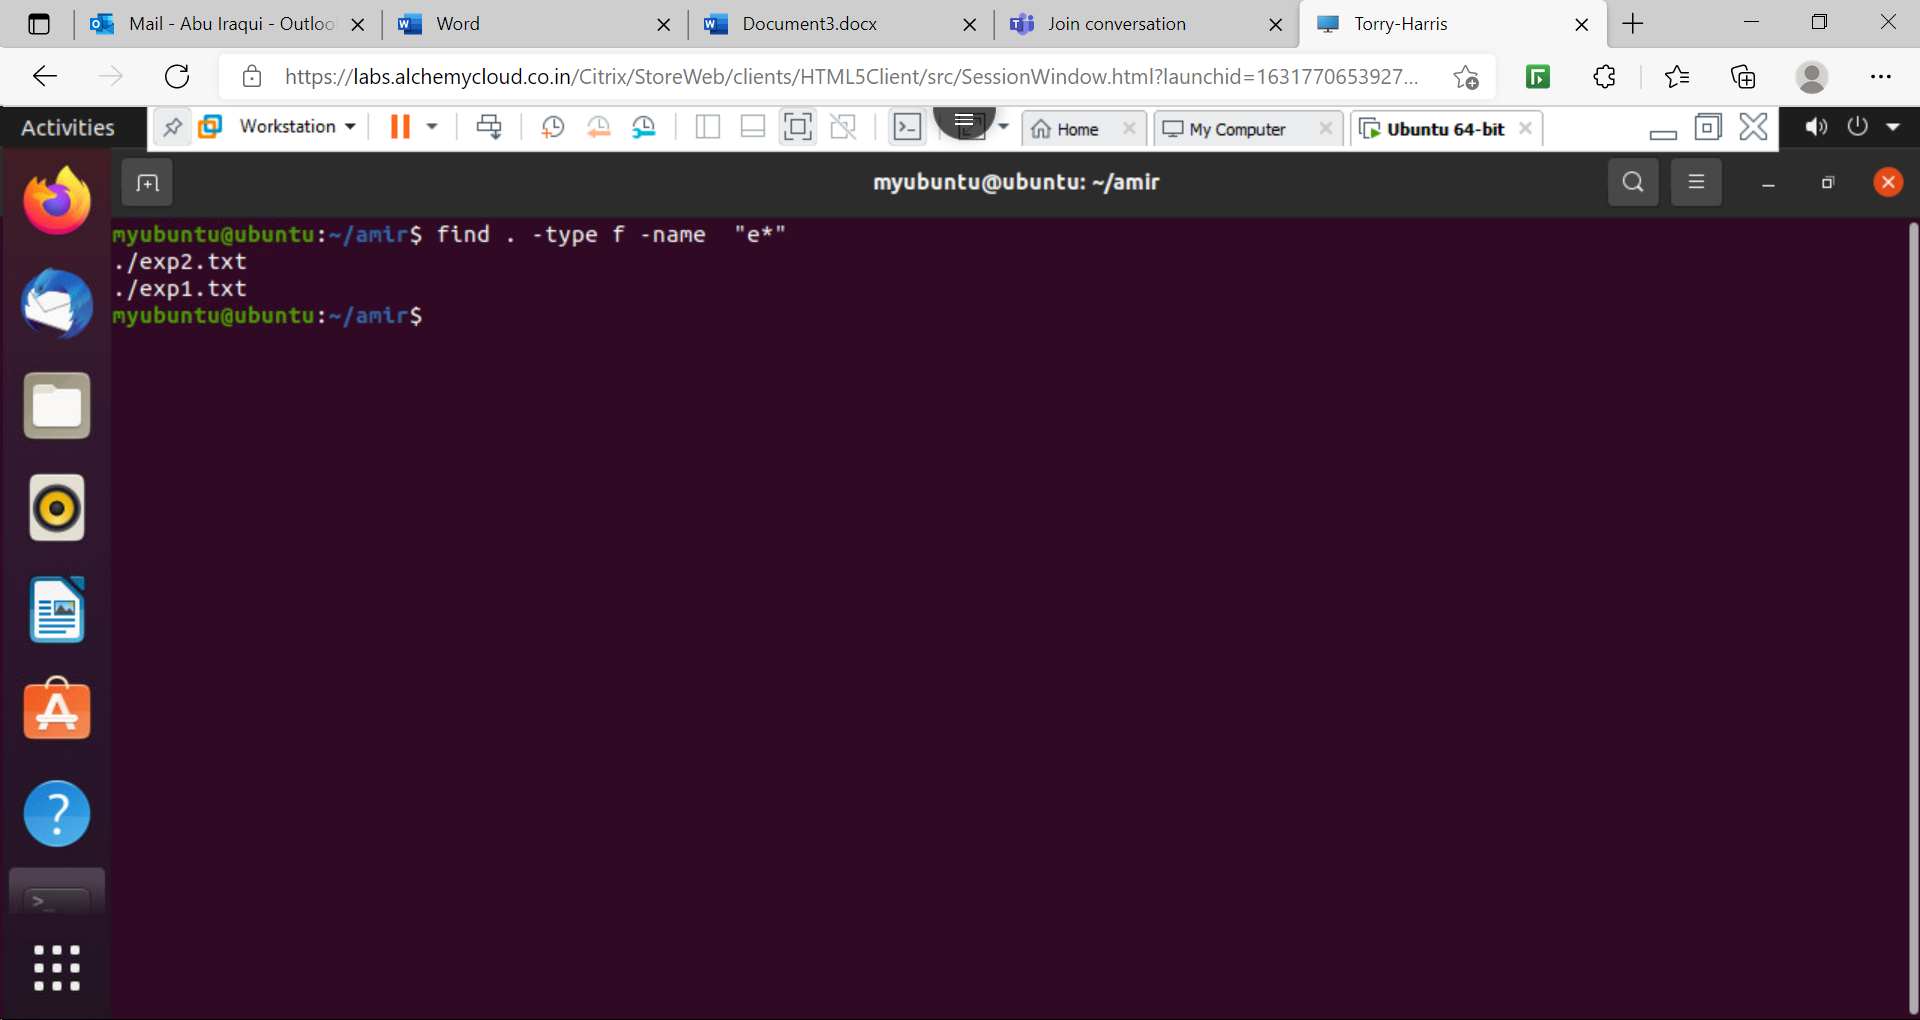 Mail - Abu Iraqui - Outloo
Word
Document3.docx
Join conversation
Torry-Harris
https://labs.alchemycloud.co.in/Citrix/StoreWeb/clients/HTML5Client/src/SessionWindow.html?launchid=1631770653927...
Activities
Workstation
Home
My Computer
Ubuntu 64-bit
myubuntu@ubuntu: ~/amir
myubuntu@ubuntu:~/amir$ find . -type f -name  "e*"
./exp2.txt
./exp1.txt
myubuntu@ubuntu:~/amir$